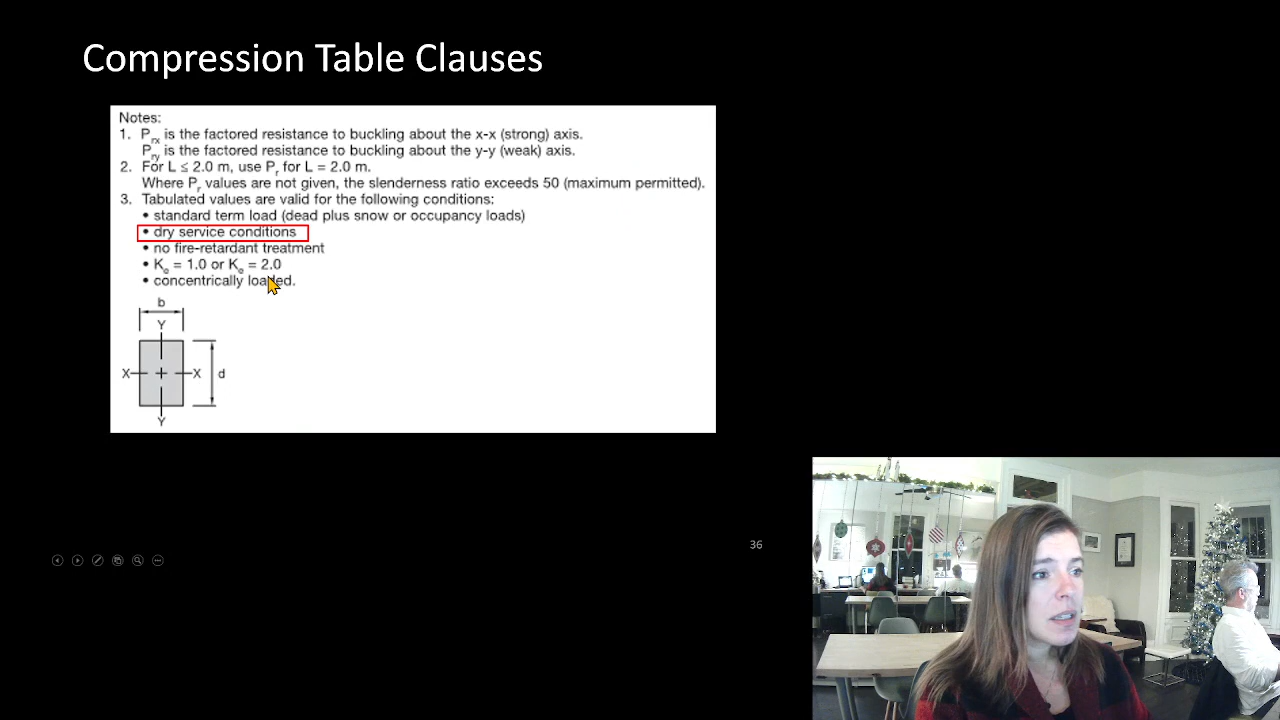 Compression Table Clauses
Notes:
1. Prx is the factored resistance to buckling about the x-x (strong) axis.
Pry is the factored resistance to buckling about the y-y (weak) axis.
2. For L ≤ 2.0 m, use Pr for L = 2.0 m.
Where Pr values are not given, the slenderness ratio exceeds 50 (maximum permitted).
3. Tabulated values are valid for the following conditions:
• standard term load (dead plus snow or occupancy loads)
• dry service conditions
• no fire-retardant treatment
• Ke = 1.0 or Ke = 2.0
• concentrically loaded.
b
Y
X X d
Y
36